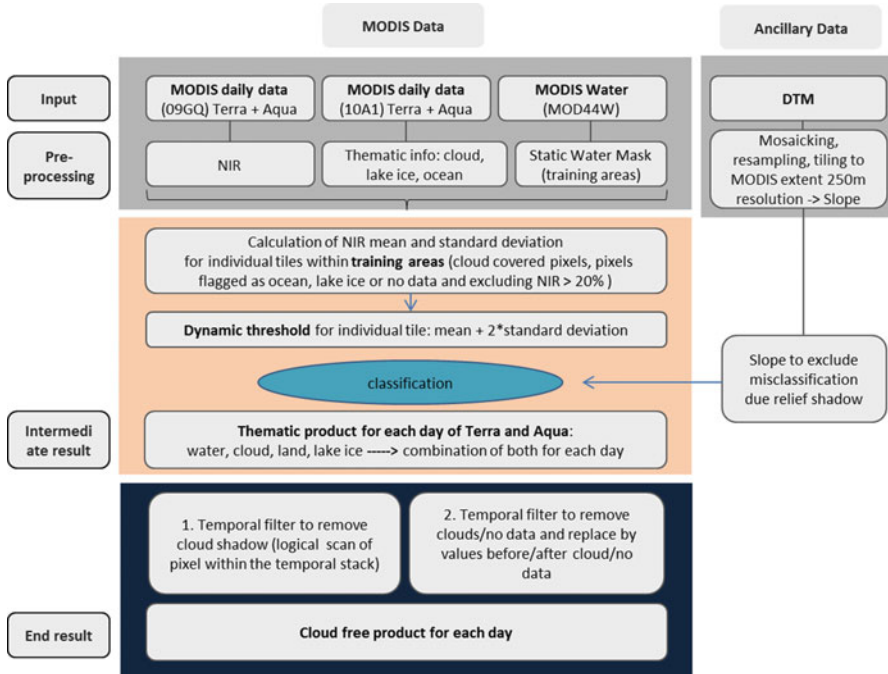 MODIS Data
Ancillary Data
Input
MODIS daily data
(09GQ) Terra + Aqua
MODIS daily data
(10A1) Terra + Aqua
MODIS Water
(MOD44W)
DTM
Pre-
processing
NIR
Thematic info: cloud,
lake ice, ocean
Static Water Mask
(training areas)
Mosaicking,
resampling, tiling to
MODIS extent 250m
resolution -> Slope
Calculation of NIR mean and standard deviation
for individual tiles within training areas (cloud covered pixels, pixels
flagged as ocean, lake ice or no data and excluding NIR > 20% )
Dynamic threshold for individual tile: mean + 2*standard deviation
classification
Slope to exclude
misclassification
due relief shadow
Intermedi
ate result
Thematic product for each day of Terra and Aqua:
water, cloud, land, lake ice -----> combination of both for each day
1. Temporal filter to remove
cloud shadow (logical scan of
pixel within the temporal stack)
2. Temporal filter to remove
clouds/no data and replace by
values before/after cloud/no
data
End result
Cloud free product for each day